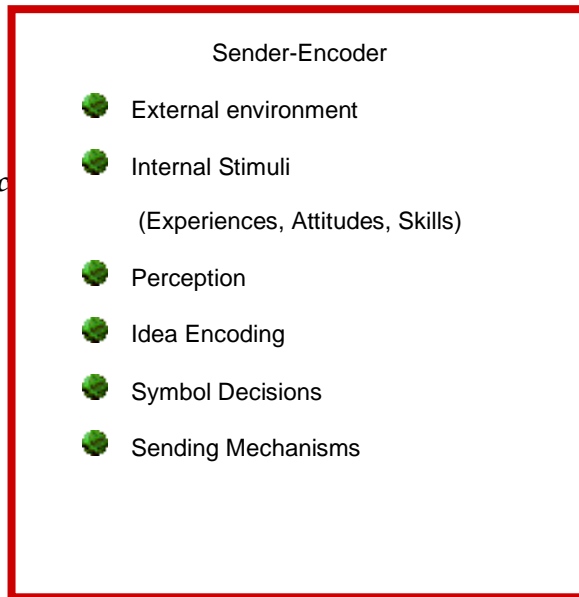 Sender-Encoder
External environment
Internal Stimuli
c
(Experiences, Attitudes, Skills)
Perception
Idea Encoding
Symbol Decisions
Sending Mechanisms